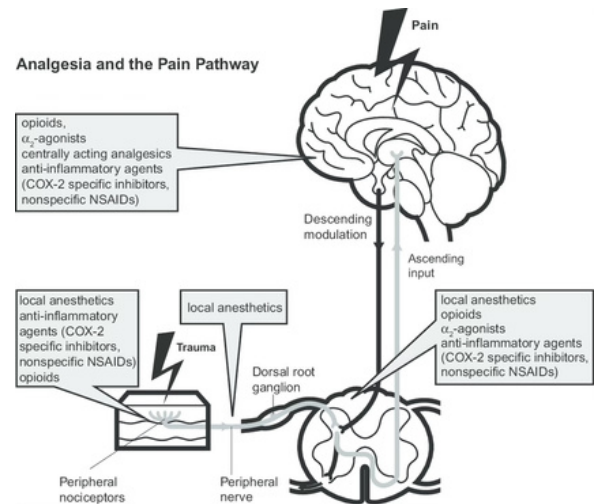 Pain
Analgesia and the Pain Pathway
opioids,
α₂-agonists
centrally acting analgesics
anti-inflammatory agents
(COX-2 specific inhibitors,
nonspecific NSAIDs)
Descending
modulation
Ascending
input
local anesthetics
anti-inflammatory
agents (COX-2
specific inhibitors,
nonspecific NSAIDs)
opioids
Trauma
local anesthetics
Dorsal root
ganglion
local anesthetics
opioids
α₂-agonists
anti-inflammatory agents
(COX-2 specific inhibitors,
nonspecific NSAIDs)
Peripheral
nociceptors
Peripheral
nerve